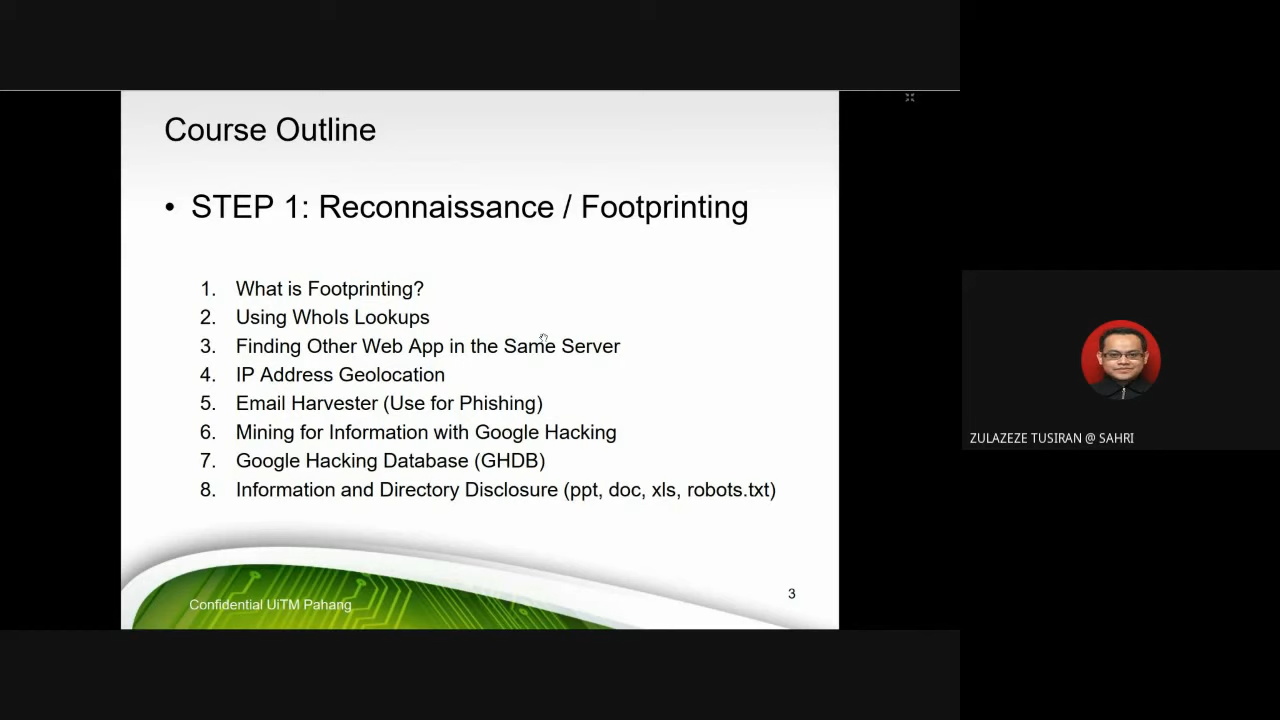 Course Outline
• STEP 1: Reconnaissance / Footprinting
1. What is Footprinting?
2. Using WhoIs Lookups
3. Finding Other Web App in the Same Server
4. IP Address Geolocation
5. Email Harvester (Use for Phishing)
6. Mining for Information with Google Hacking
7. Google Hacking Database (GHDB)
8. Information and Directory Disclosure (ppt, doc, xls, robots.txt)
Confidential UiTM Pahang
3
ZULAZEZE TUSIRAN @ SAHRI